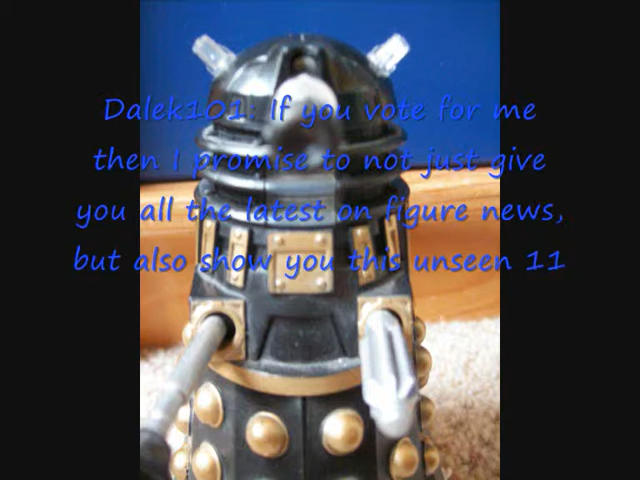 Dalek101: If you vote for me
then I promise to not just give
you all the latest on figure news,
but also show you this unseen 11